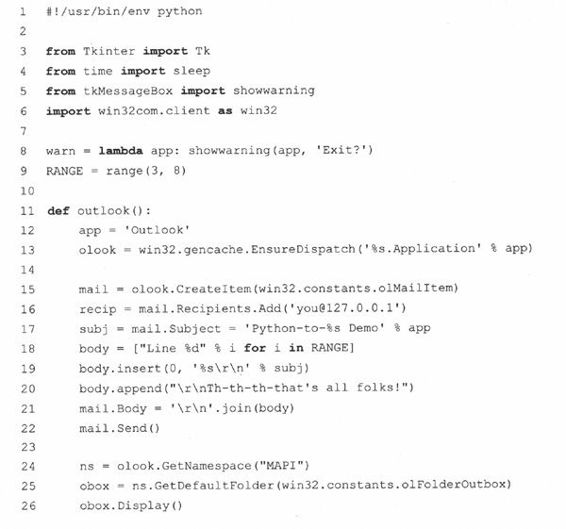 1 #!/usr/bin/env python
2
3 from Tkinter import Tk
4 from time import sleep
5 from tkMessageBox import showwarning
6 import win32com.client as win32
7
8 warn = lambda app: showwarning(app, 'Exit?')
9 RANGE = range(3, 8)
10
11 def outlook():
12     app = 'Outlook'
13     olook = win32.gencache.EnsureDispatch('%s.Application' % app)
14
15     mail = olook.CreateItem(win32.constants.olMailItem)
16     recip = mail.Recipients.Add('you@127.0.0.1')
17     subj = mail.Subject = 'Python-to-%s Demo' % app
18     body = ["Line %d" % i for i in RANGE]
19     body.insert(0, '%s\r\n' % subj)
20     body.append("\r\nTh-th-th-that's all folks!")
21     mail.Body = '\r\n'.join(body)
22     mail.Send()
23
24     ns = olook.GetNamespace("MAPI")
25     obox = ns.GetDefaultFolder(win32.constants.olFolderOutbox)
26     obox.Display()